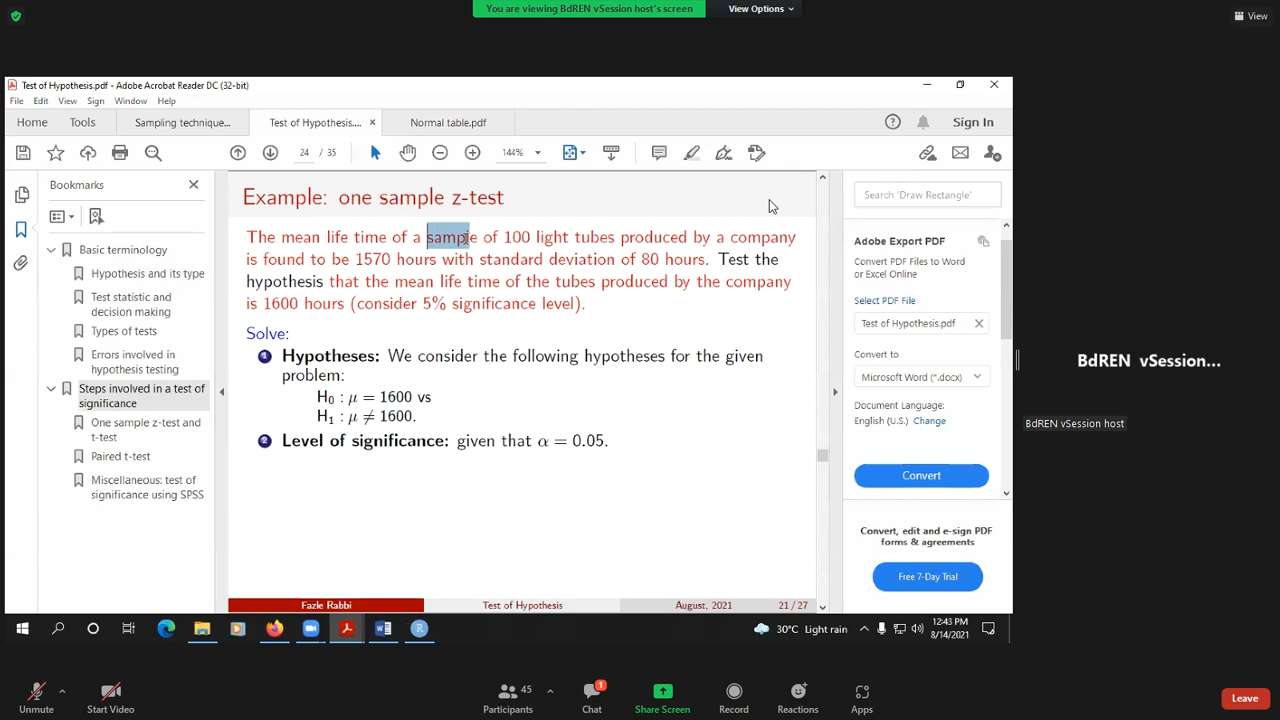 You are viewing BdREN vSession host's screen
View Options
View
Test of Hypothesis.pdf - Adobe Acrobat Reader DC (32-bit)
File Edit View Sign Window Help
Home Tools Sampling technique... Test of Hypothesis.... Normal table.pdf Sign In
24 / 35 144%
Bookmarks
Basic terminology
Hypothesis and its type
Test statistic and
decision making
Types of tests
Errors involved in
hypothesis testing
Steps involved in a test of
significance
One sample z-test and
t-test
Paired t-test
Miscellaneous: test of
significance using SPSS
Example: one sample z-test
The mean life time of a sample of 100 light tubes produced by a company
is found to be 1570 hours with standard deviation of 80 hours. Test the
hypothesis that the mean life time of the tubes produced by the company
is 1600 hours (consider 5% significance level).
Solve:
1 Hypotheses: We consider the following hypotheses for the given
problem:
H₀ : μ = 1600 vs
H₁ : μ ≠ 1600.
2 Level of significance: given that α = 0.05.
Fazle Rabbi Test of Hypothesis August, 2021 21 / 27
Search 'Draw Rectangle'
Adobe Export PDF
Convert PDF Files to Word
or Excel Online
Select PDF File
Test of Hypothesis.pdf
Convert to
Microsoft Word (*.docx)
Document Language:
English (U.S.) Change
Convert
Convert, edit and e-sign PDF
forms & agreements
Free 7-Day Trial
BdREN vSession...
BdREN vSession host
30°C Light rain
12:43 PM
8/14/2021
Unmute
Start Video
45
Participants
1
Chat
Share Screen
Record
Reactions
Apps
Leave